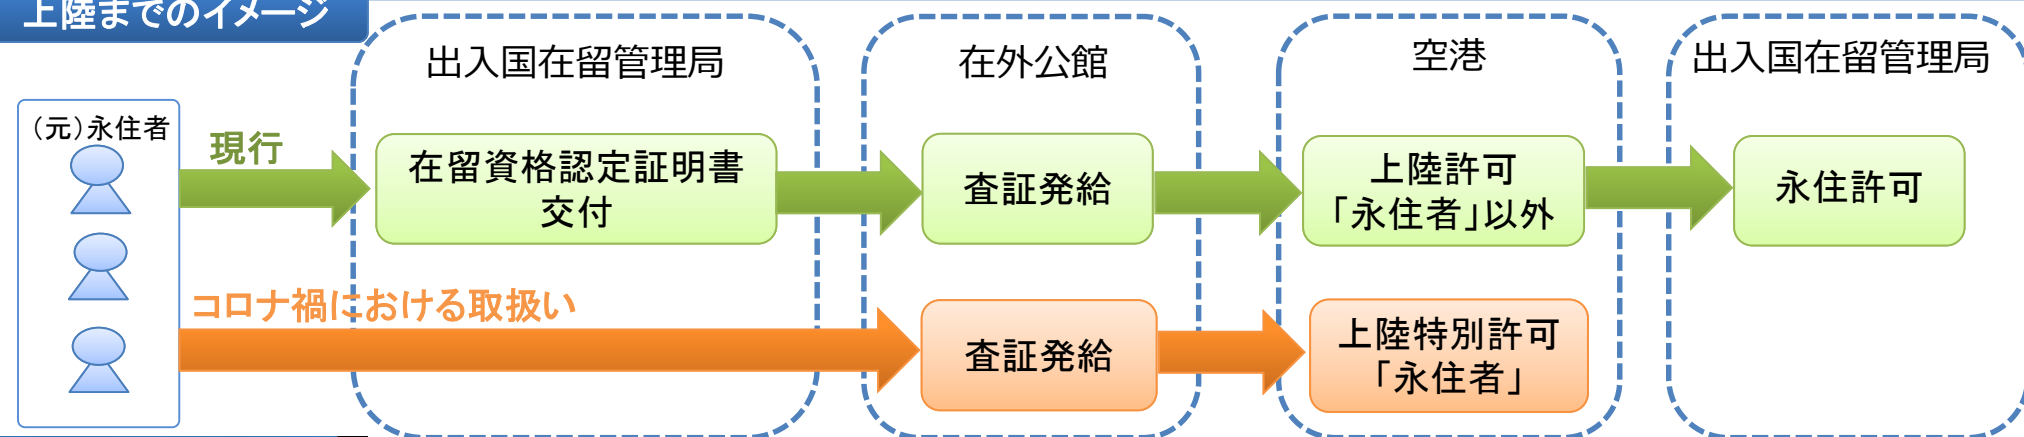 上陸までのイメージ
出入国在留管理局
在外公館
空港
出入国在留管理局
（元）永住者
現行
在留資格認定証明書
交付
査証発給
上陸許可
「永住者」以外
永住許可
コロナ禍における取扱い
査証発給
上陸特別許可
「永住者」